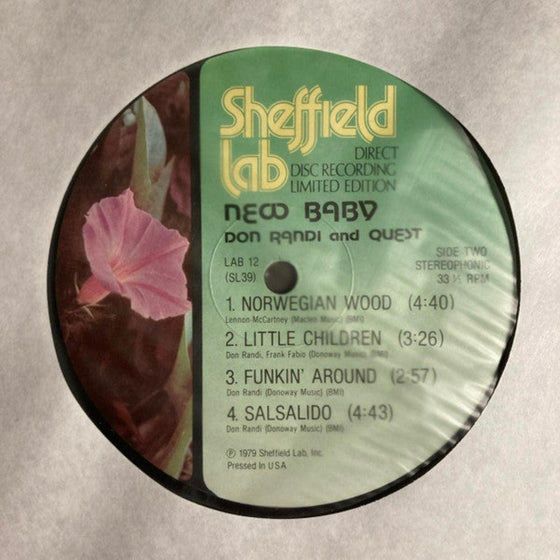 Sheffield
lab
DIRECT
DISC RECORDING
LIMITED EDITION
NEW BABY
DON RANDI and QUEST
LAB 12
(SL39)
SIDE TWO
STEREOPHONIC
33 ⅓ RPM
1. NORWEGIAN WOOD (4:40)
Lennon-McCartney (Maclen Music) (BMI)
2. LITTLE CHILDREN (3:26)
Don Randi, Frank Fabio (Donoway Music) (BMI)
3. FUNKIN' AROUND (2:57)
Don Randi (Donoway Music) (BMI)
4. SALSALIDO (4:43)
Don Randi (Donoway Music) (BMI)
℗ 1979 Sheffield Lab, Inc.
Pressed In USA